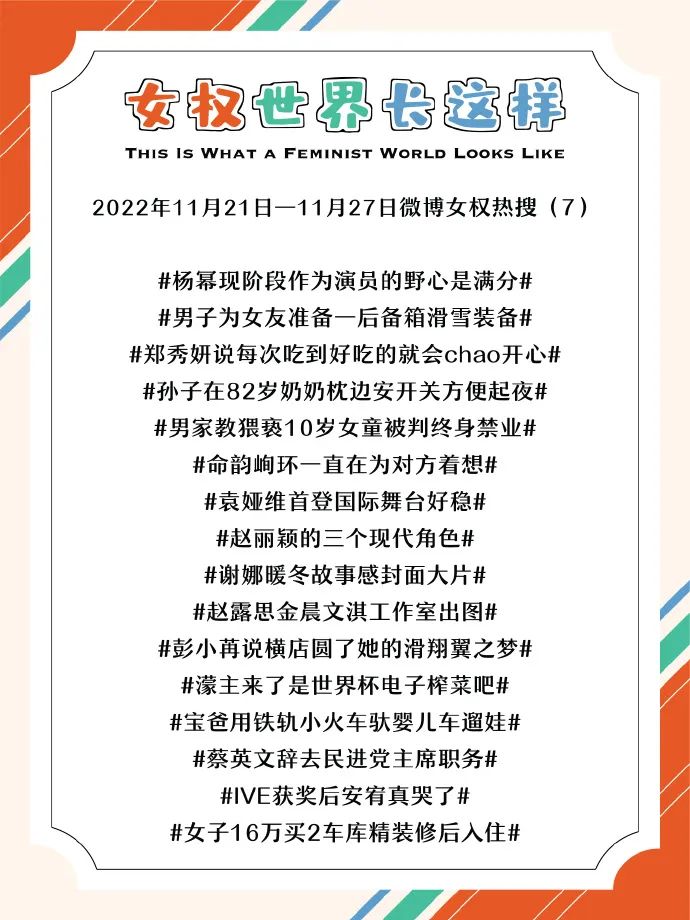 女权世界长这样
THIS IS WHAT A FEMINIST WORLD LOOKS LIKE
2022年11月21日—11月27日微博女权热搜（7）
#杨幂现阶段作为演员的野心是满分#
#男子为女友准备一后备箱滑雪装备#
#郑秀妍说每次吃到好吃的就会chao开心#
#孙子在82岁奶奶枕边安开关方便起夜#
#男家教猥亵10岁女童被判终身禁业#
#命韵峋环一直在为对方着想#
#袁娅维首登国际舞台好稳#
#赵丽颖的三个现代角色#
#谢娜暖冬故事感封面大片#
#赵露思金晨文淇工作室出图#
#彭小苒说横店圆了她的滑翔翼之梦#
#濛主来了是世界杯电子榨菜吧#
#宝爸用铁轨小火车驮婴儿车遛娃#
#蔡英文辞去民进党主席职务#
#IVE获奖后安宥真哭了#
#女子16万买2车库精装修后入住#